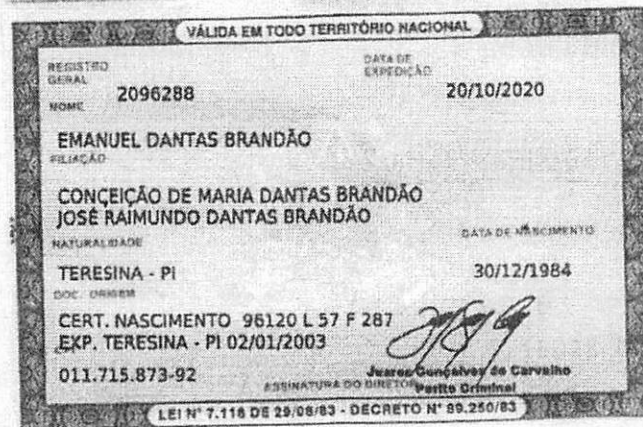 VÁLIDA EM TODO TERRITÓRIO NACIONAL
REGISTRO GERAL 2096288
DATA DE EXPEDIÇÃO 20/10/2020
NOME
EMANUEL DANTAS BRANDÃO
FILIAÇÃO
CONCEIÇÃO DE MARIA DANTAS BRANDÃO
JOSÉ RAIMUNDO DANTAS BRANDÃO
NATURALIDADE
DATA DE NASCIMENTO
TERESINA - PI
30/12/1984
DOC. ORIGEM
CERT. NASCIMENTO 96120 L 57 F 287
EXP. TERESINA - PI 02/01/2003
011.715.873-92
Juarez Gonçalves de Carvalho
ASSINATURA DO DIRETOR
Perito Criminal
LEI Nº 7.116 DE 29/08/83 - DECRETO Nº 89.250/83